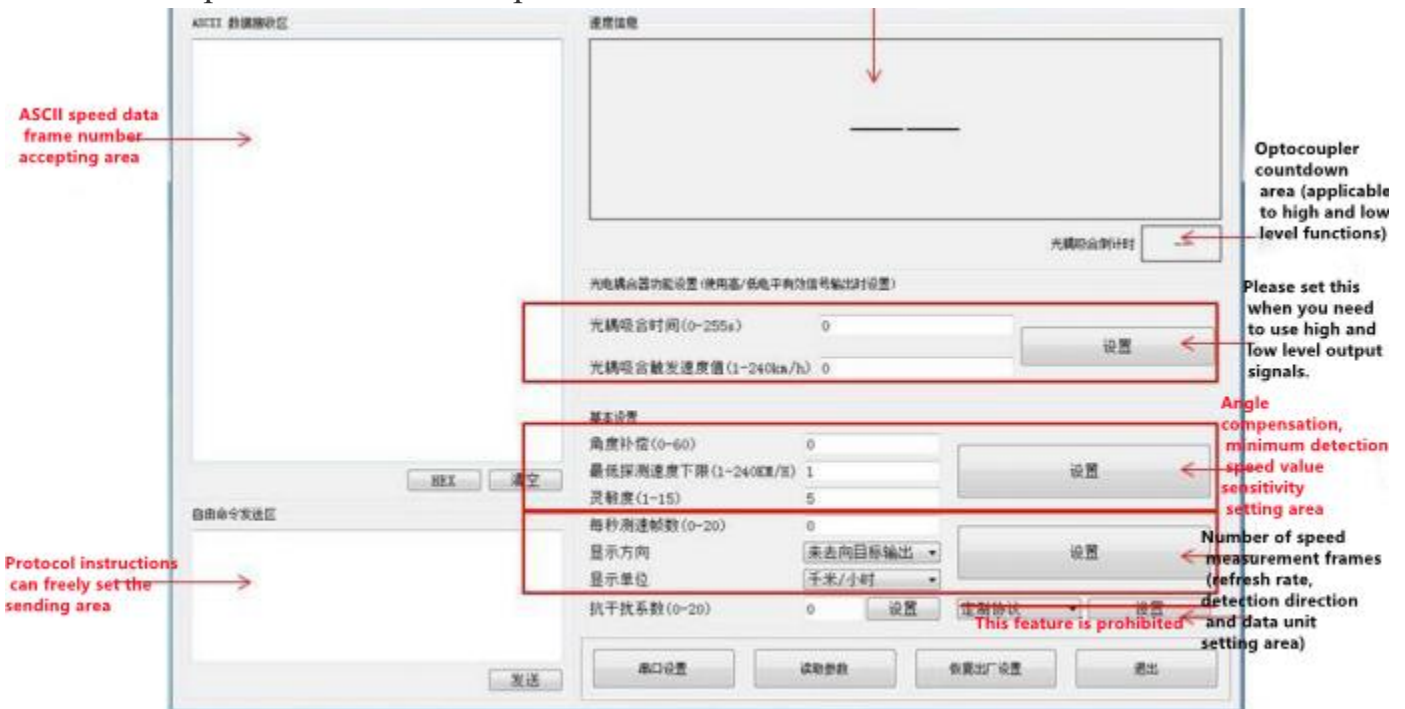 ASCII 数据接收区
速度信息
ASCII speed data
frame number
accepting area
Optocoupler
countdown
area (applicable
to high and low
level functions)
光耦吸合倒计时
光电耦合器功能设置(使用高/低电平有效信号输出时设置)
Please set this
when you need
to use high and
low level output
signals.
光耦吸合时间(0-255s) 0
设置
光耦吸合触发速度值(1-240km/h) 0
基本设置
Angle
compensation,
minimum detection
speed value
sensitivity
setting area
角度补偿(0-60) 0
最低探测速度下限(1-240KM/H) 1
设置
灵敏度(1-15) 5
HEX 清空
自由命令发送区
每秒测速帧数(0-20) 0
显示方向 来去向目标输出
设置
显示单位 千米/小时
Number of speed
measurement frames
(refresh rate,
detection direction
and data unit
setting area)
Protocol instructions
can freely set the
sending area
抗干扰系数(0-20) 0 设置 定制协议 设置
This feature is prohibited
发送
串口设置 读取参数 恢复出厂设置 退出